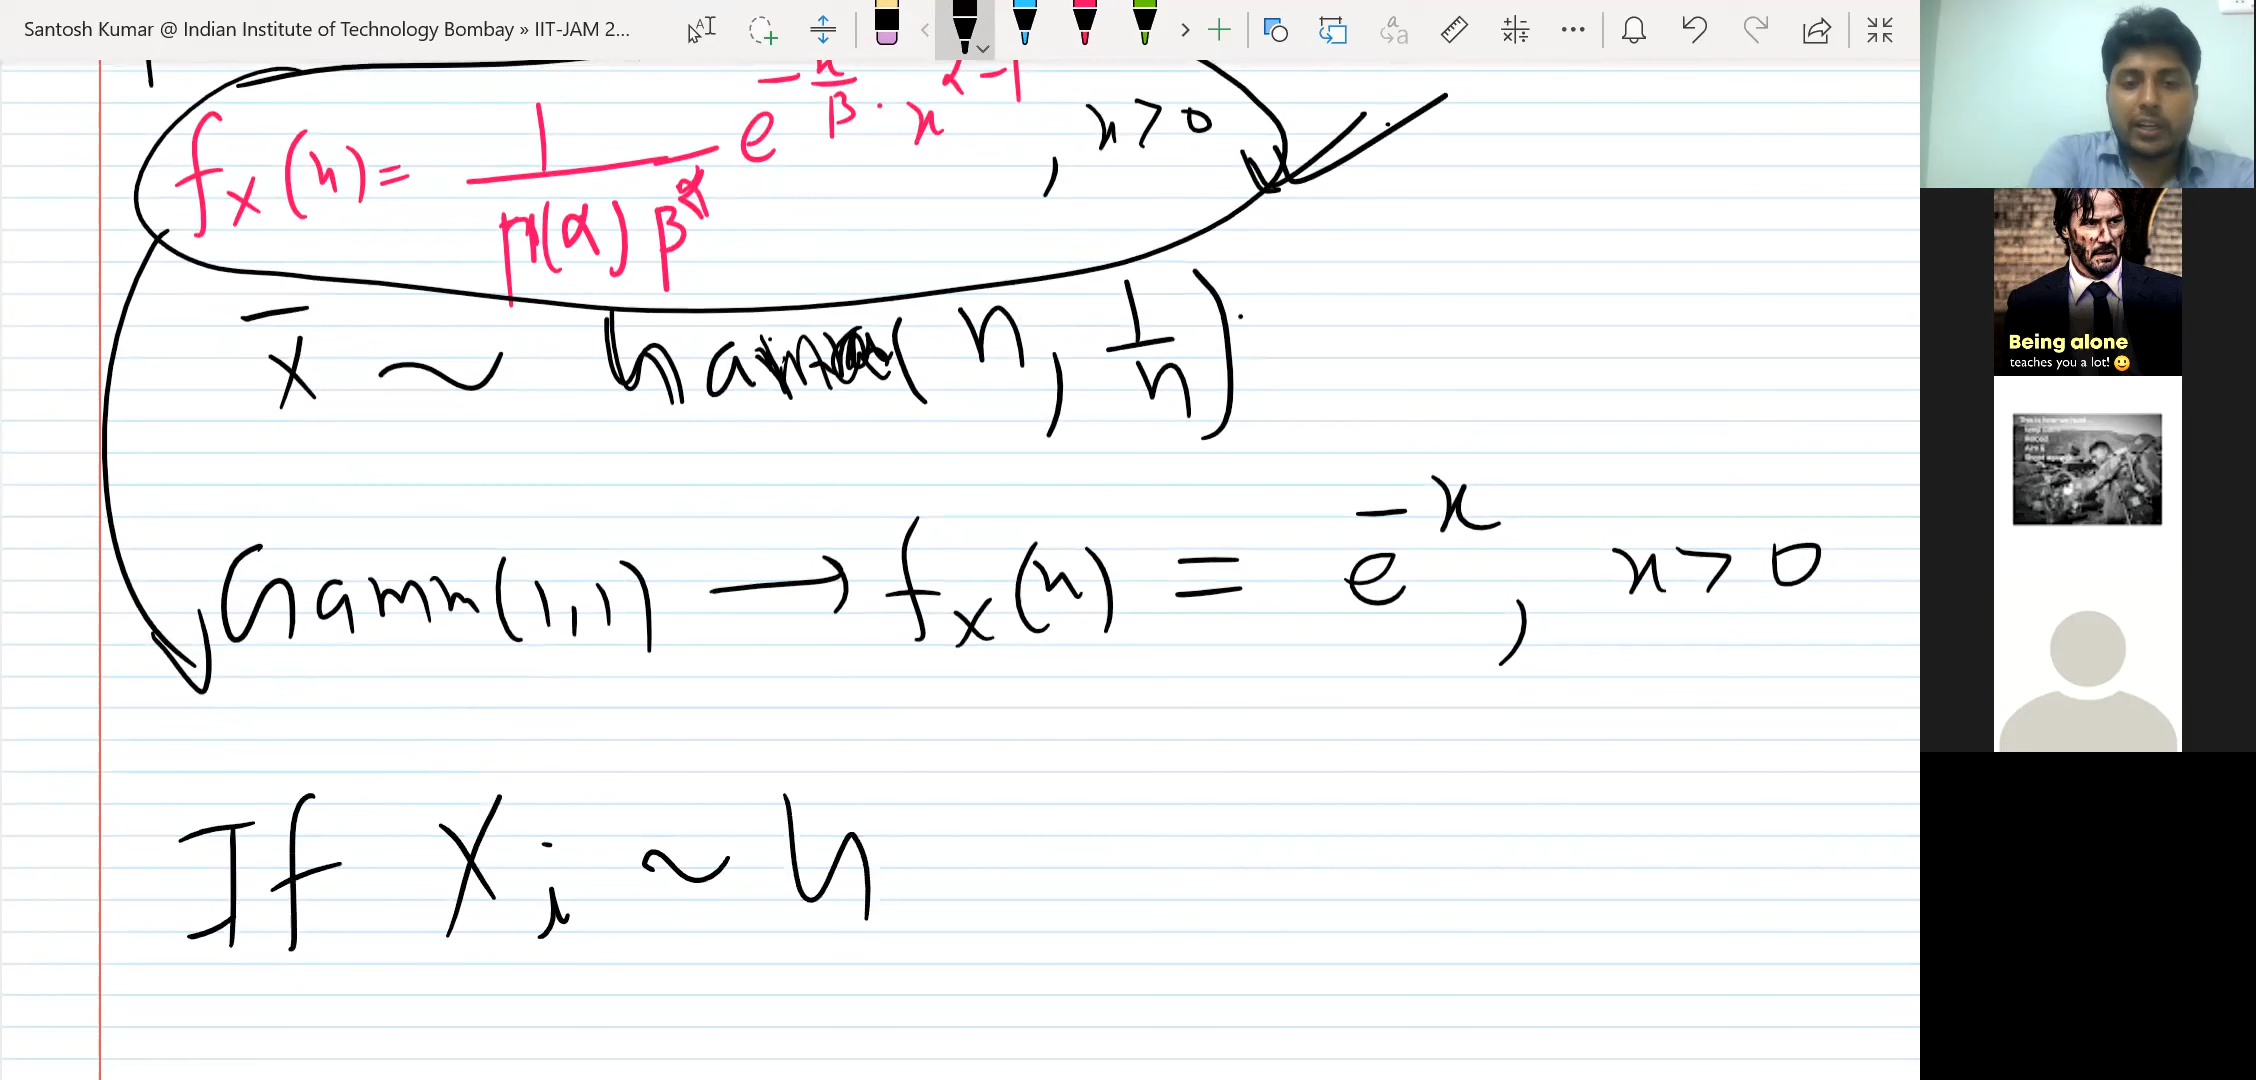 Santosh Kumar @ Indian Institute of Technology Bombay » IIT-JAM 2...
f_X(x) = 1 / (Γ(α) β^α) e^(-x/β) · x^(α-1) , x > 0
X̄ ~ Gamma(n, 1/n).
Gamm(1,1) → f_X(x) = e^-x , x > 0
If X_i ~ G
Being alone
teaches you a lot!